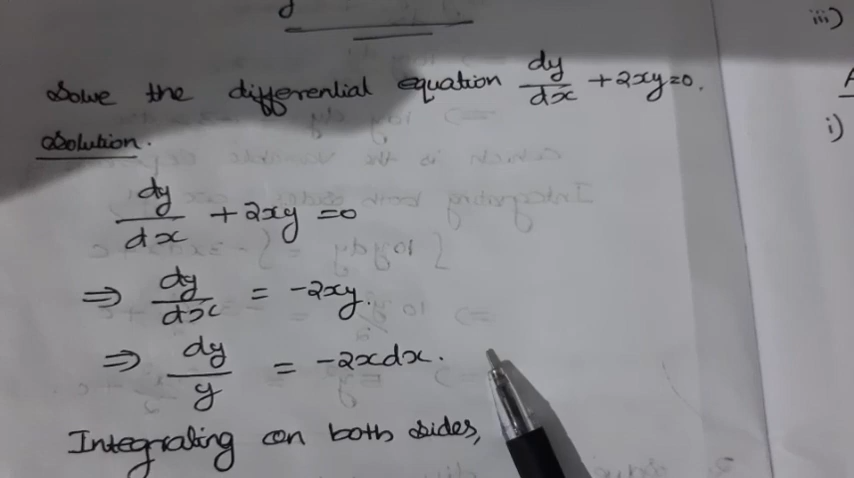 Solve the differential equation dy/dx + 2xy=0.
Solution.
dy/dx + 2xy =0
⇒ dy/dx = -2xy.
⇒ dy/y = -2xdx.
Integrating on both sides,
iii)
i)